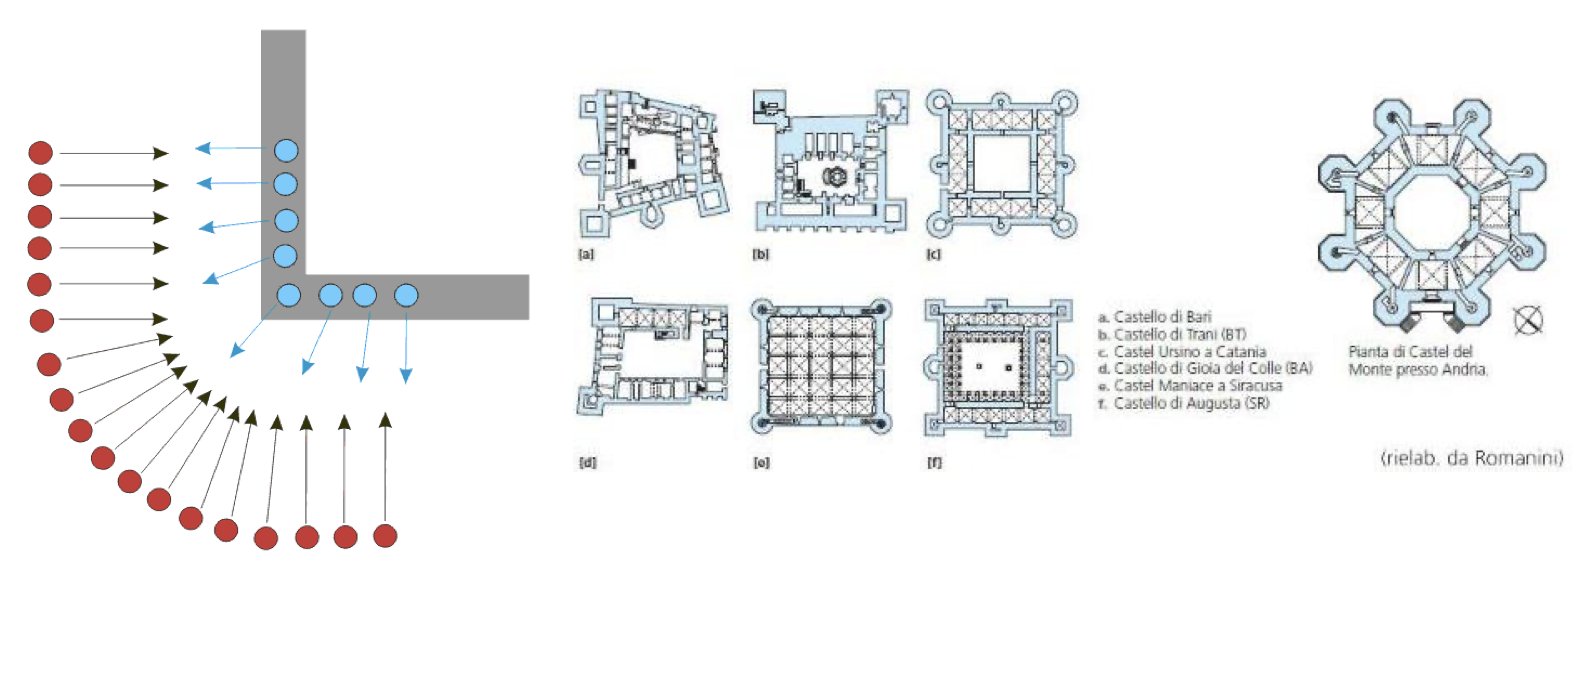 [a]
[b]
[c]
[d]
[e]
[f]
a. Castello di Bari
b. Castello di Trani (BT)
c. Castel Ursino a Catania
d. Castello di Gioia del Colle (BA)
e. Castel Maniace a Siracusa
f. Castello di Augusta (SR)
Pianta di Castel del
Monte presso Andria.
(rielab. da Romanini)